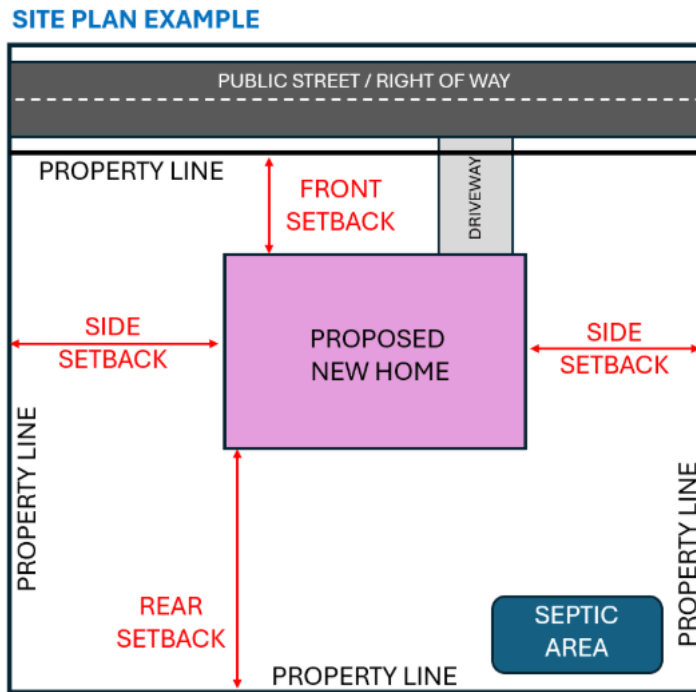 SITE PLAN EXAMPLE
PUBLIC STREET / RIGHT OF WAY
PROPERTY LINE
FRONT
SETBACK
DRIVEWAY
SIDE
SETBACK
PROPOSED
NEW HOME
SIDE
SETBACK
PROPERTY LINE
PROPERTY LINE
REAR
SETBACK
SEPTIC
AREA
PROPERTY LINE